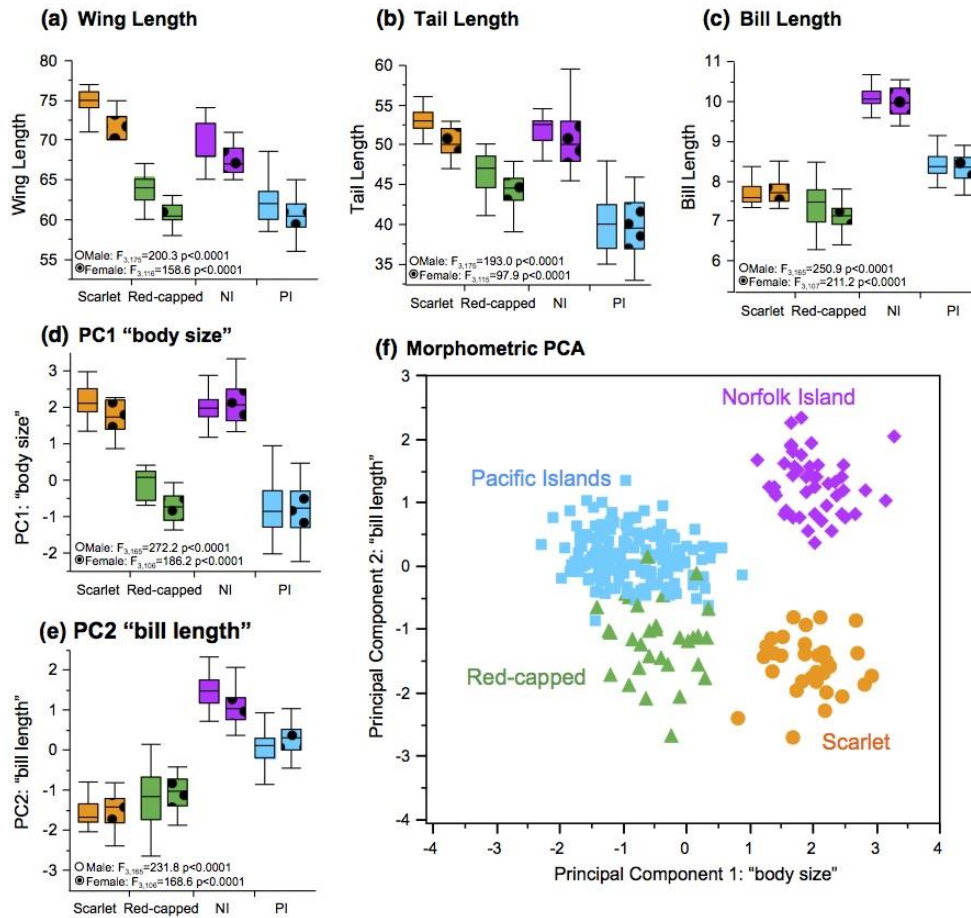 (a) Wing Length
Wing Length
80
75
70
65
60
55
○Male: F3,175=200.3 p<0.0001
◉Female: F3,116=158.6 p<0.0001
Scarlet Red-capped NI PI
(b) Tail Length
Tail Length
60
55
50
45
40
35
○Male: F3,175=193.0 p<0.0001
◉Female: F3,115=97.9 p<0.0001
Scarlet Red-capped NI PI
(c) Bill Length
Bill Length
11
10
9
8
7
6
○Male: F3,165=250.9 p<0.0001
◉Female: F3,107=211.2 p<0.0001
Scarlet Red-capped NI PI
(d) PC1 “body size”
PC1: “body size”
3
2
1
0
-1
-2
○Male: F3,165=272.2 p<0.0001
◉Female: F3,106=186.2 p<0.0001
Scarlet Red-capped NI PI
(e) PC2 “bill length”
PC2: “bill length”
2
1
0
-1
-2
-3
○Male: F3,165=231.8 p<0.0001
◉Female: F3,106=168.6 p<0.0001
Scarlet Red-capped NI PI
(f) Morphometric PCA
Principal Component 2: “bill length”
3
2
1
0
-1
-2
-3
-4
Norfolk Island
Pacific Islands
Red-capped
Scarlet
-4 -3 -2 -1 0 1 2 3 4
Principal Component 1: “body size”